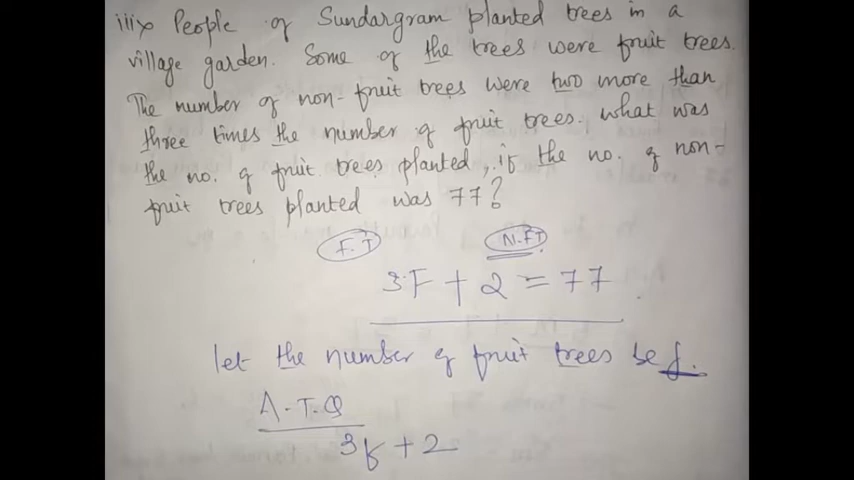 iii> People of Sundargram planted trees in a
village garden. Some of the trees were fruit trees.
The number of non-fruit trees were two more than
three times the number of fruit trees. what was
the no. of fruit trees planted, if the no. of non-
fruit trees planted was 77?
F.T N.FT
3F + 2 = 77
let the number of fruit trees be f.
A.T.Q
3f + 2